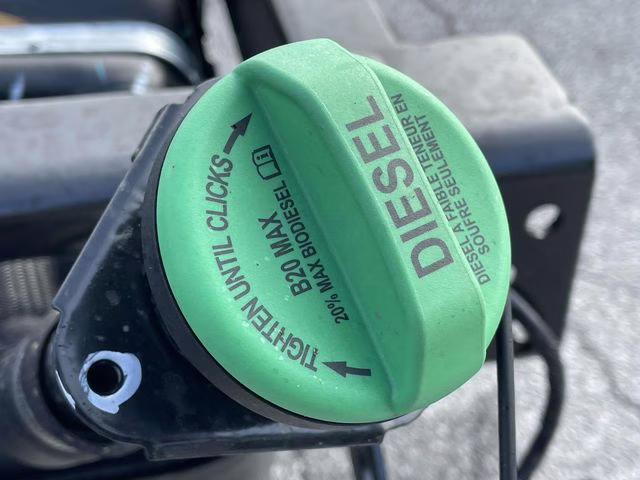 TIGHTEN UNTIL CLICKS
B20 MAX
20% MAX BIODIESEL
DIESEL
DIESEL A FAIBLE TENEUR EN
SOUFRE SEULEMENT